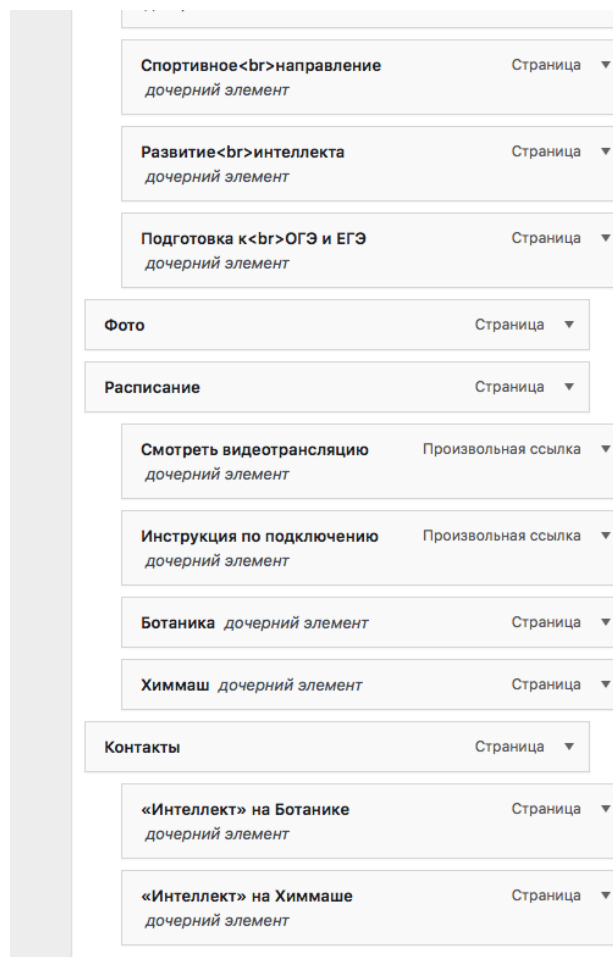 Спортивное<br>направление Страница
дочерний элемент
Развитие<br>интеллекта Страница
дочерний элемент
Подготовка к<br>ОГЭ и ЕГЭ Страница
дочерний элемент
Фото Страница
Расписание Страница
Смотреть видеотрансляцию Произвольная ссылка
дочерний элемент
Инструкция по подключению Произвольная ссылка
дочерний элемент
Ботаника дочерний элемент Страница
Химмаш дочерний элемент Страница
Контакты Страница
«Интеллект» на Ботанике Страница
дочерний элемент
«Интеллект» на Химмаше Страница
дочерний элемент